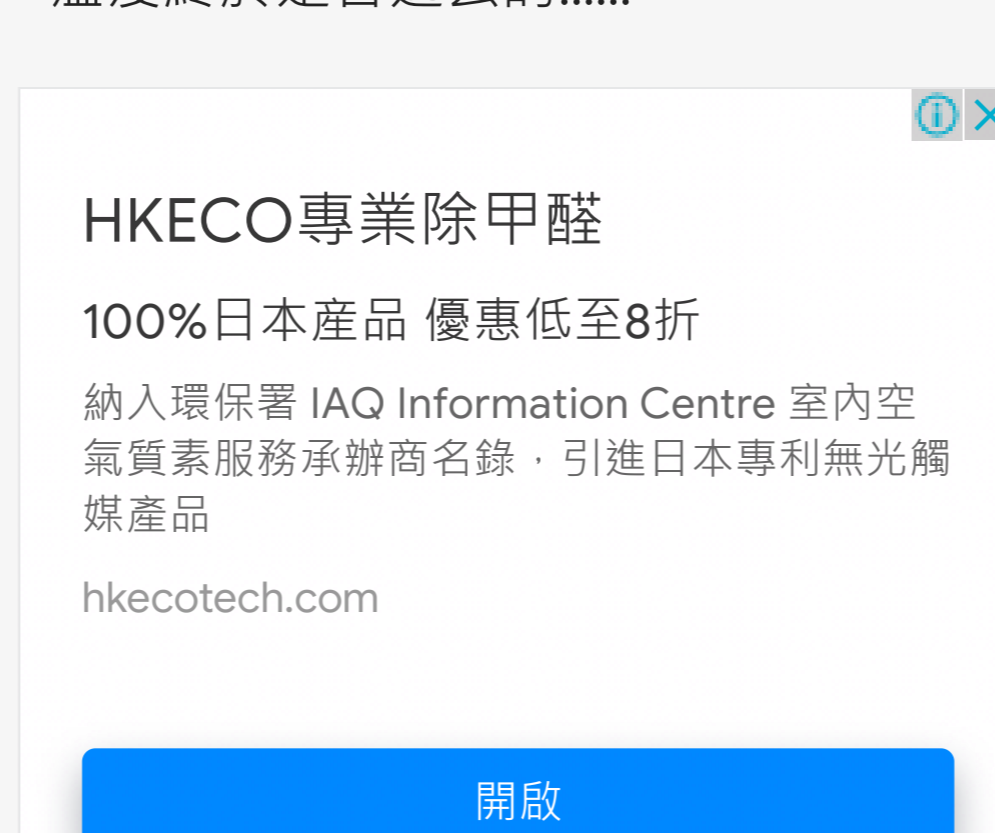 HKECO專業除甲醛
100%日本産品 優惠低至8折
納入環保署 IAQ Information Centre 室內空
氣質素服務承辦商名錄，引進日本專利無光觸
媒產品
hkecotech.com
開啟